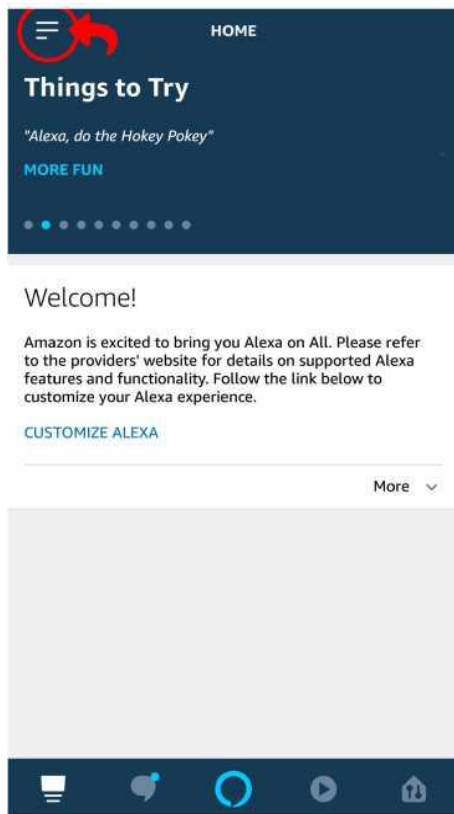 HOME
Things to Try
"Alexa, do the Hokey Pokey"
MORE FUN
Welcome!
Amazon is excited to bring you Alexa on All. Please refer
to the providers' website for details on supported Alexa
features and functionality. Follow the link below to
customize your Alexa experience.
CUSTOMIZE ALEXA
More